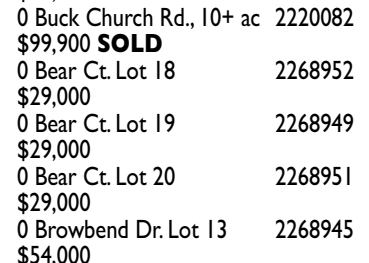 0 Buck Church Rd., 10+ ac 2220082
$99,900 SOLD
0 Bear Ct. Lot 18 2268952
$29,000
0 Bear Ct. Lot 19 2268949
$29,000
0 Bear Ct. Lot 20 2268951
$29,000
0 Browbend Dr. Lot 13 2268945
$54,000